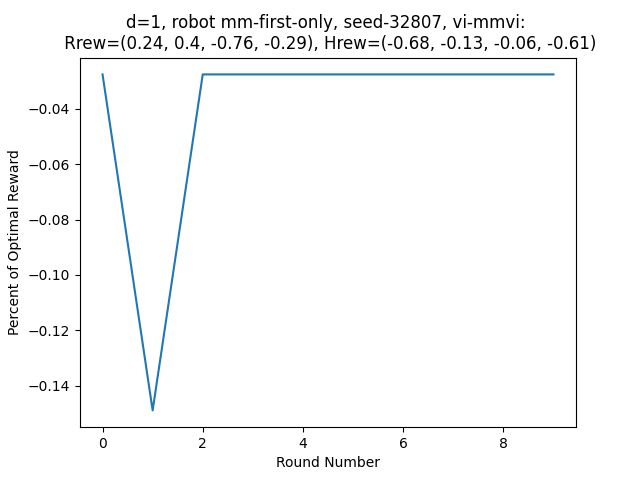 d=1, robot mm-first-only, seed-32807, vi-mmvi:
Rrew=(0.24, 0.4, -0.76, -0.29), Hrew=(-0.68, -0.13, -0.06, -0.61)
−0.04
−0.06
−0.08
−0.10
−0.12
−0.14
Percent of Optimal Reward
0 2 4 6 8
Round Number